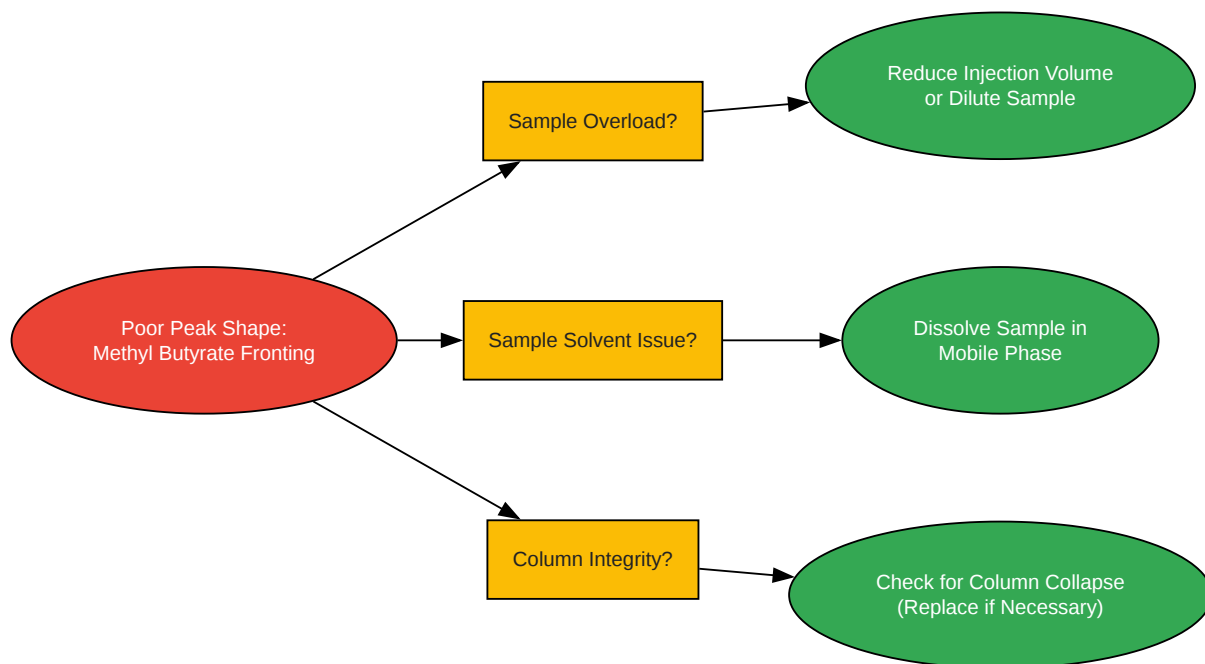 Poor Peak Shape:
Methyl Butyrate Fronting
Sample Overload?
Reduce Injection Volume
or Dilute Sample
Sample Solvent Issue?
Dissolve Sample in
Mobile Phase
Column Integrity?
Check for Column Collapse
(Replace if Necessary)